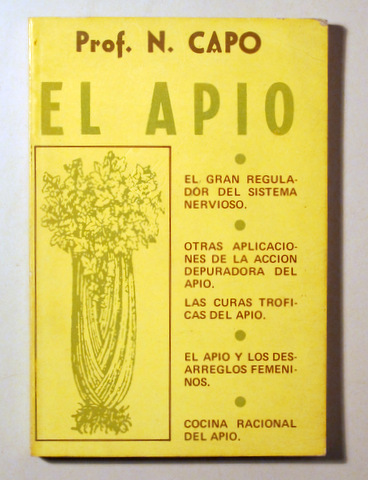 Prof. N. CAPO
EL APIO
EL GRAN REGULA-
DOR DEL SISTEMA
NERVIOSO.
OTRAS APLICACIO-
NES DE LA ACCION
DEPURADORA DEL
APIO.
LAS CURAS TROFI-
CAS DEL APIO.
EL APIO Y LOS DES-
ARREGLOS FEMENI-
NOS.
COCINA RACIONAL
DEL APIO.